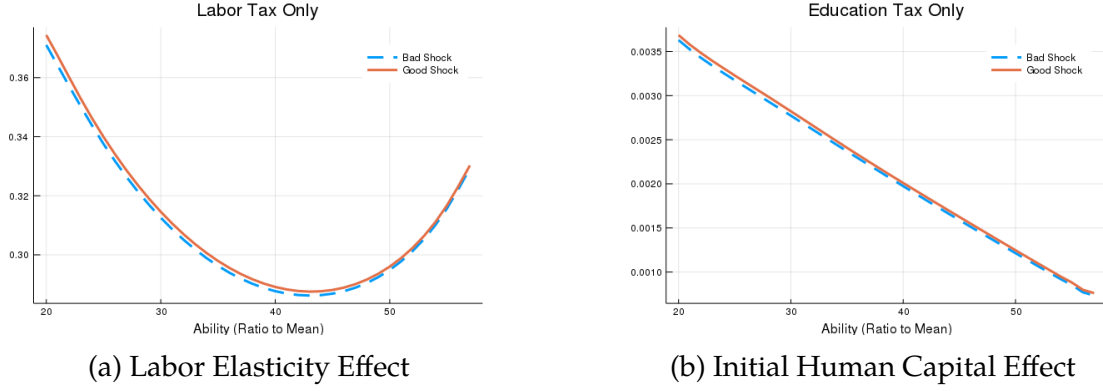 Labor Tax Only
0.36
0.34
0.32
0.30
Bad Shock
Good Shock
20
30
40
50
Ability (Ratio to Mean)
(a) Labor Elasticity Effect
Education Tax Only
0.0035
0.0030
0.0025
0.0020
0.0015
0.0010
Bad Shock
Good Shock
20
30
40
50
Ability (Ratio to Mean)
(b) Initial Human Capital Effect